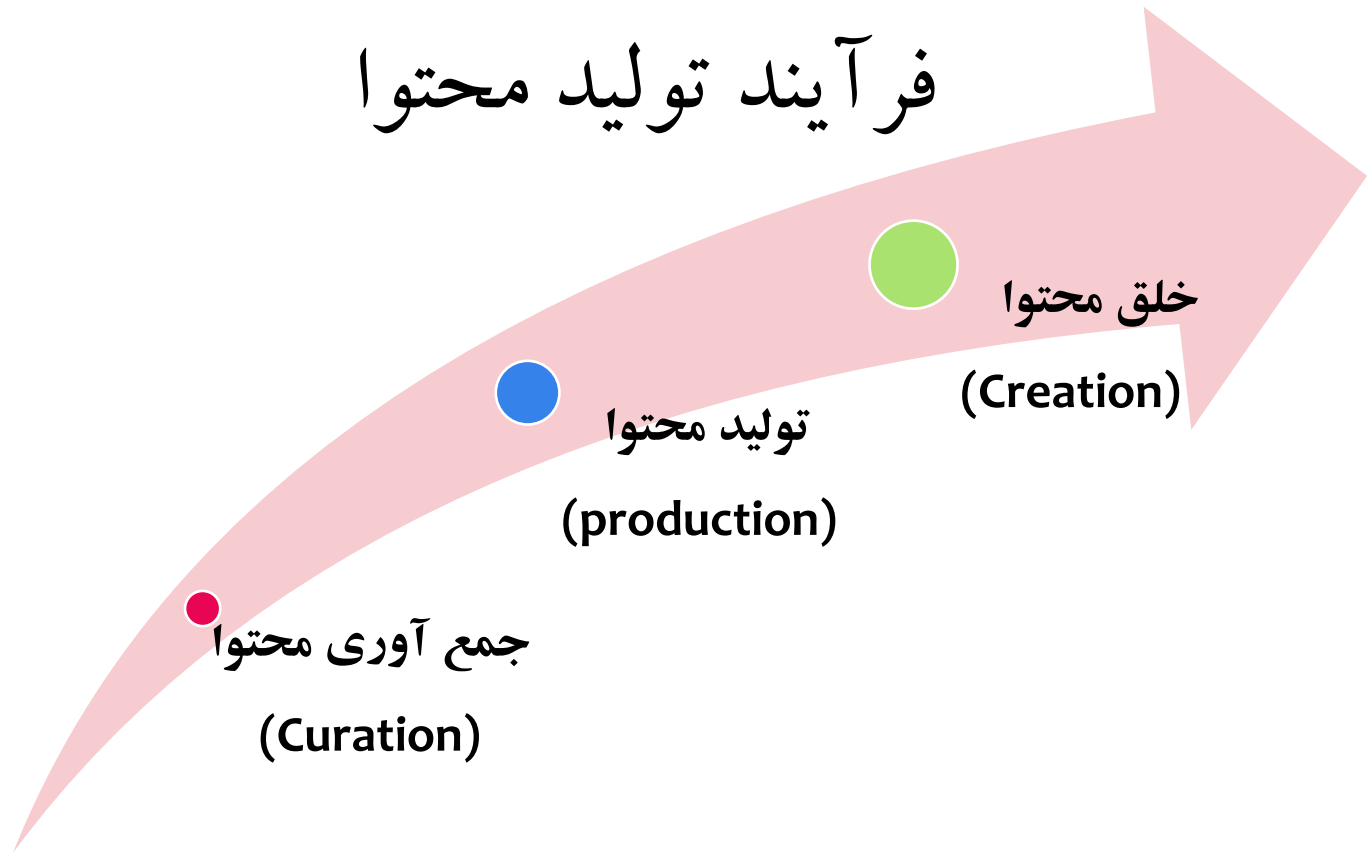 فرآیند تولید محتوا
خلق محتوا
(Creation)
تولید محتوا
(production)
جمع آوری محتوا
(Curation)